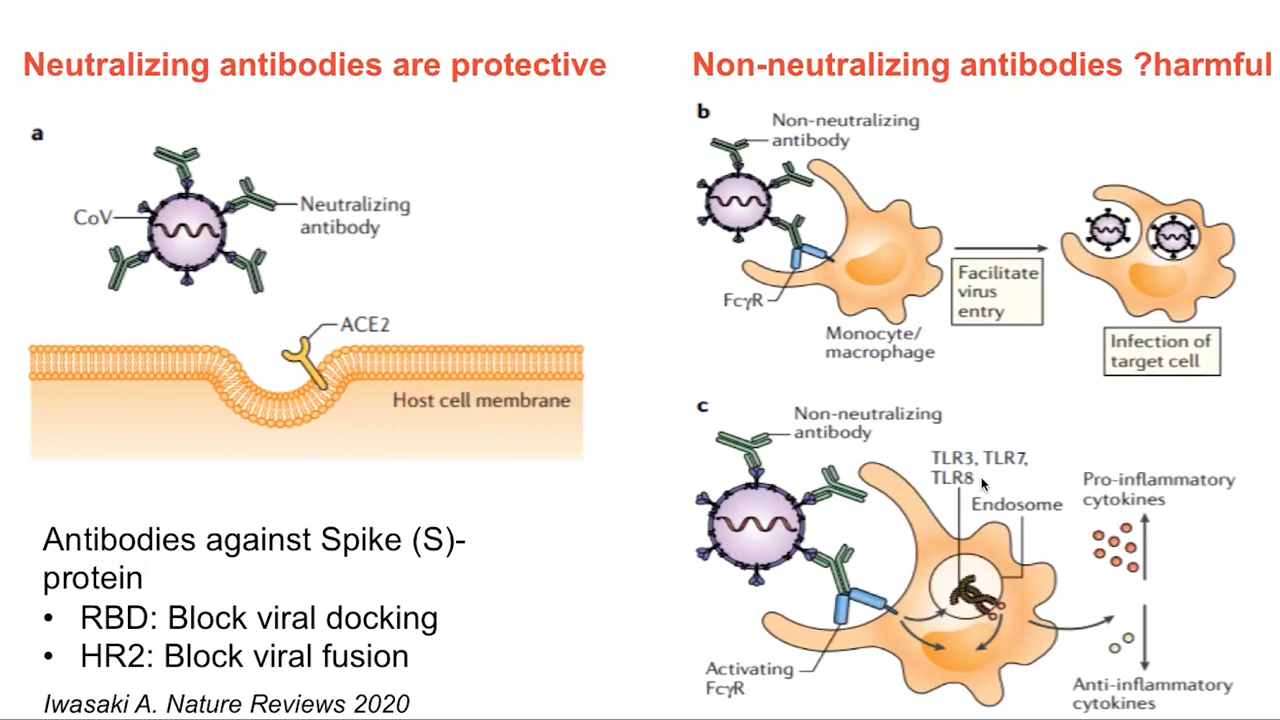 Neutralizing antibodies are protective
a
CoV
Neutralizing
antibody
ACE2
Host cell membrane
Antibodies against Spike (S)-
protein
• RBD: Block viral docking
• HR2: Block viral fusion
Iwasaki A. Nature Reviews 2020
Non-neutralizing antibodies ?harmful
b
Non-neutralizing
antibody
FcγR
Monocyte/
macrophage
Facilitate
virus
entry
Infection of
target cell
c
Non-neutralizing
antibody
TLR3, TLR7,
TLR8
Endosome
Activating
FcγR
Pro-inflammatory
cytokines
Anti-inflammatory
cytokines